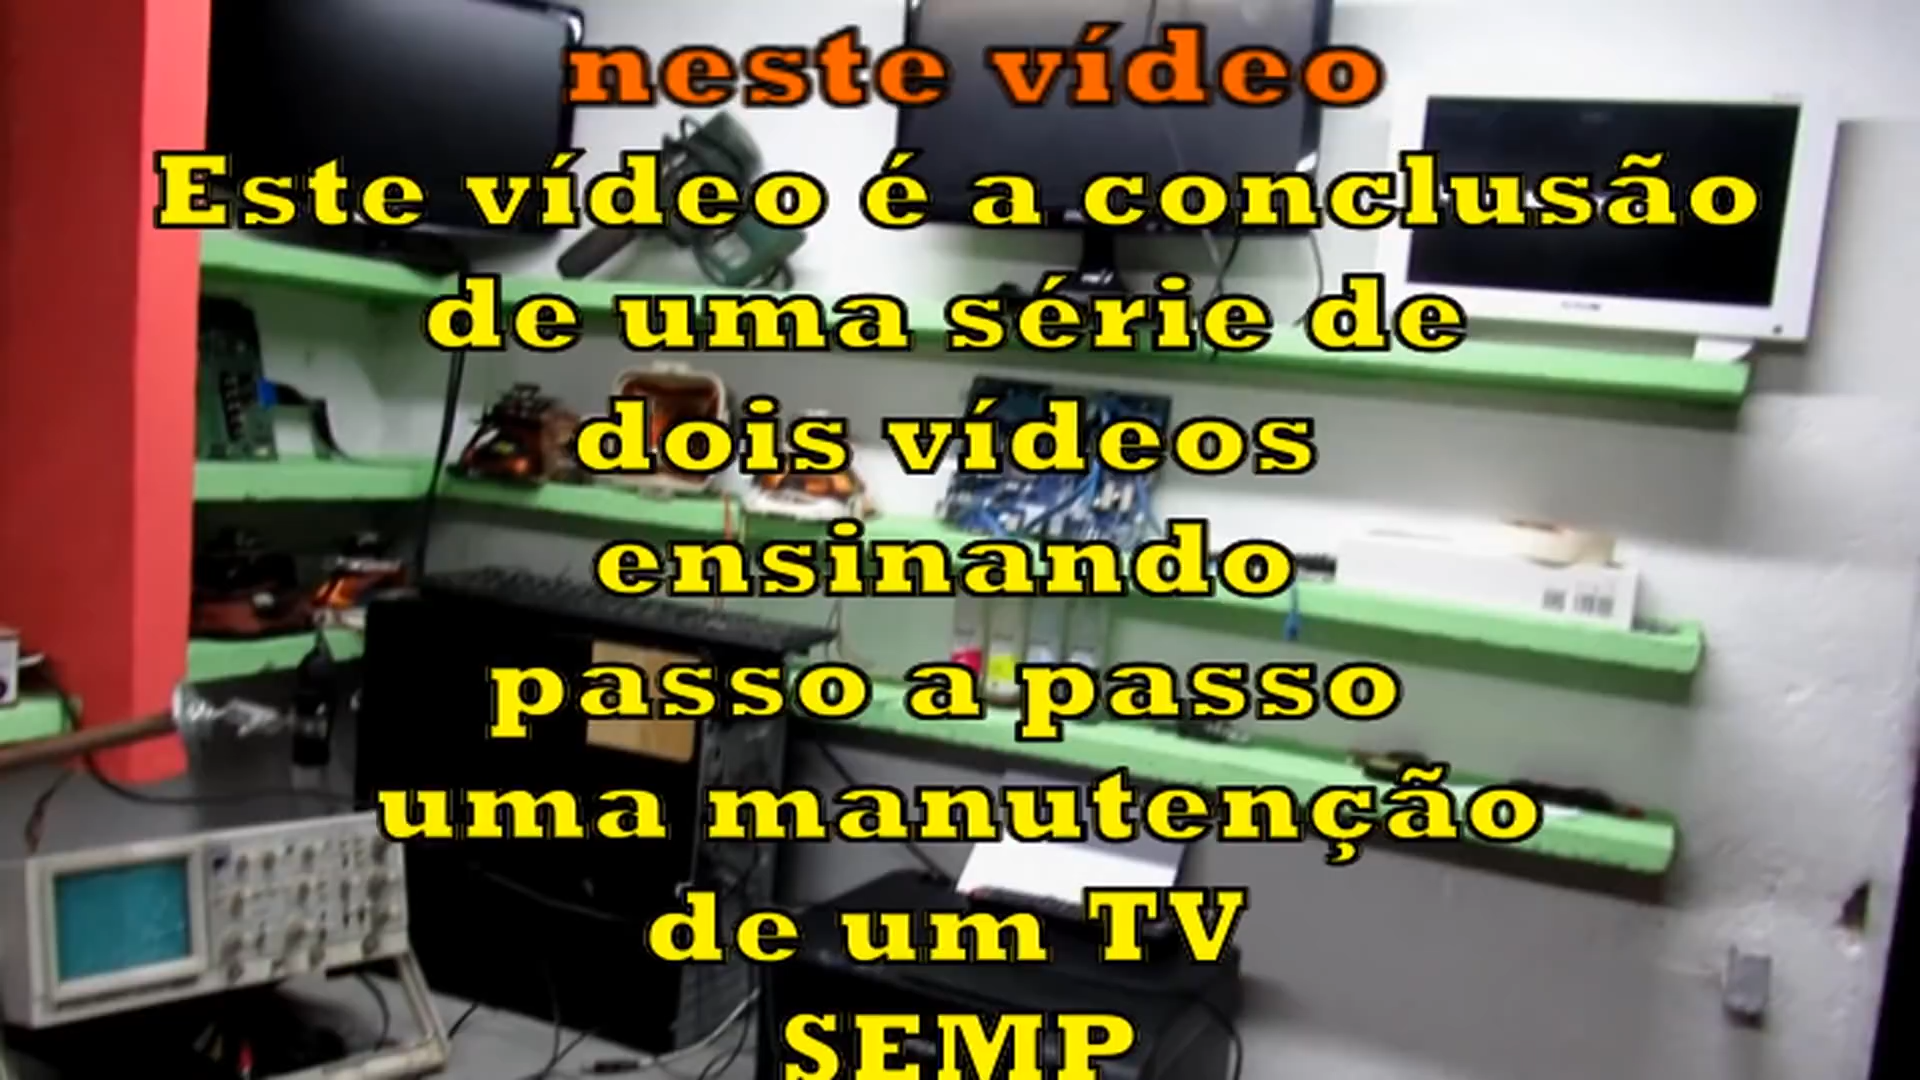 neste vídeo
Este vídeo é a conclusão
de uma série de
dois vídeos
ensinando
passo a passo
uma manutenção
de um TV
SEMP